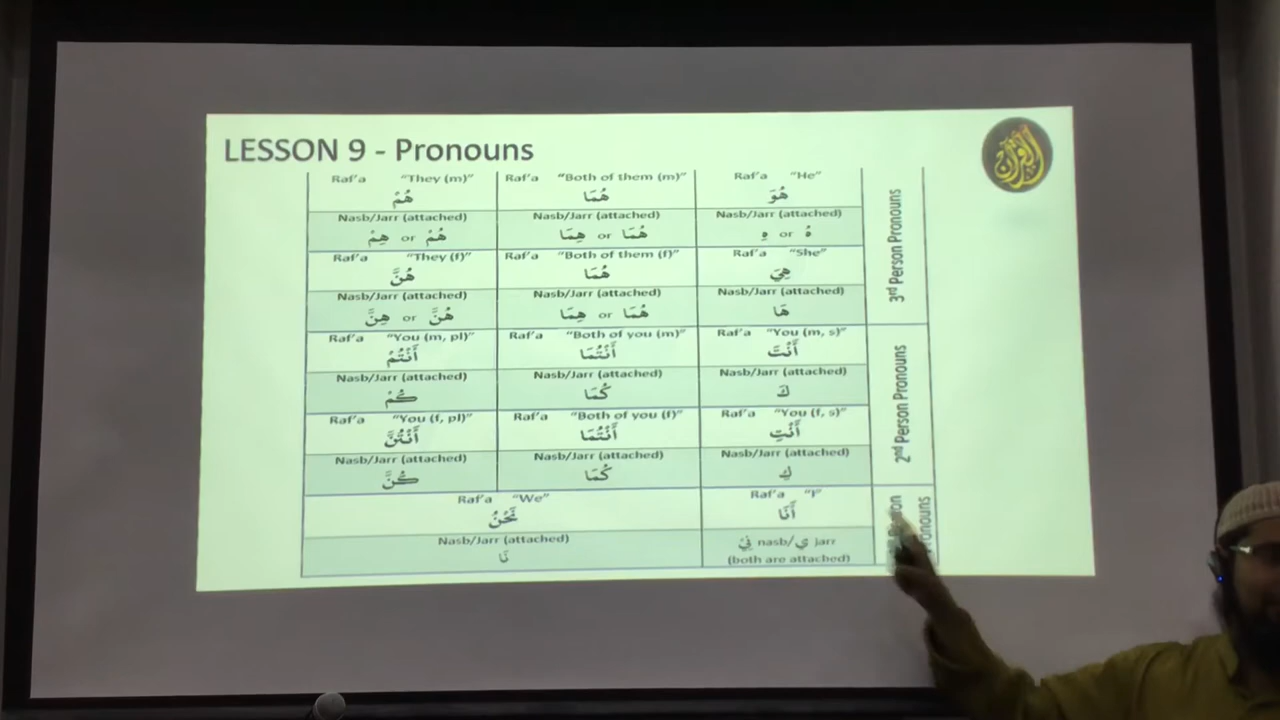 LESSON 9 - Pronouns
القرآن
Raf'a "They (m)" Raf'a "Both of them (m)" Raf'a "He"
هُمْ هُمَا هُوَ
Nasb/Jarr (attached) Nasb/Jarr (attached) Nasb/Jarr (attached)
هُمْ or هِمْ هُمَا or هِمَا هُ or هِ
Raf'a "They (f)" Raf'a "Both of them (f)" Raf'a "She"
هُنَّ هُمَا هِيَ
Nasb/Jarr (attached) Nasb/Jarr (attached) Nasb/Jarr (attached)
هُنَّ or هِنَّ هُمَا or هِمَا هَا
3rd Person Pronouns
Raf'a "You (m, pl)" Raf'a "Both of you (m)" Raf'a "You (m, s)"
أَنْتُمْ أَنْتُمَا أَنْتَ
Nasb/Jarr (attached) Nasb/Jarr (attached) Nasb/Jarr (attached)
كُمْ كُمَا كَ
Raf'a "You (f, pl)" Raf'a "Both of you (f)" Raf'a "You (f, s)"
أَنْتُنَّ أَنْتُمَا أَنْتِ
Nasb/Jarr (attached) Nasb/Jarr (attached) Nasb/Jarr (attached)
كُنَّ كُمَا كِ
2nd Person Pronouns
Raf'a "We" Raf'a "I"
نَحْنُ أَنَا
Nasb/Jarr (attached) نِيْ nasb/ي jarr
نَا (both are attached)
Pronouns